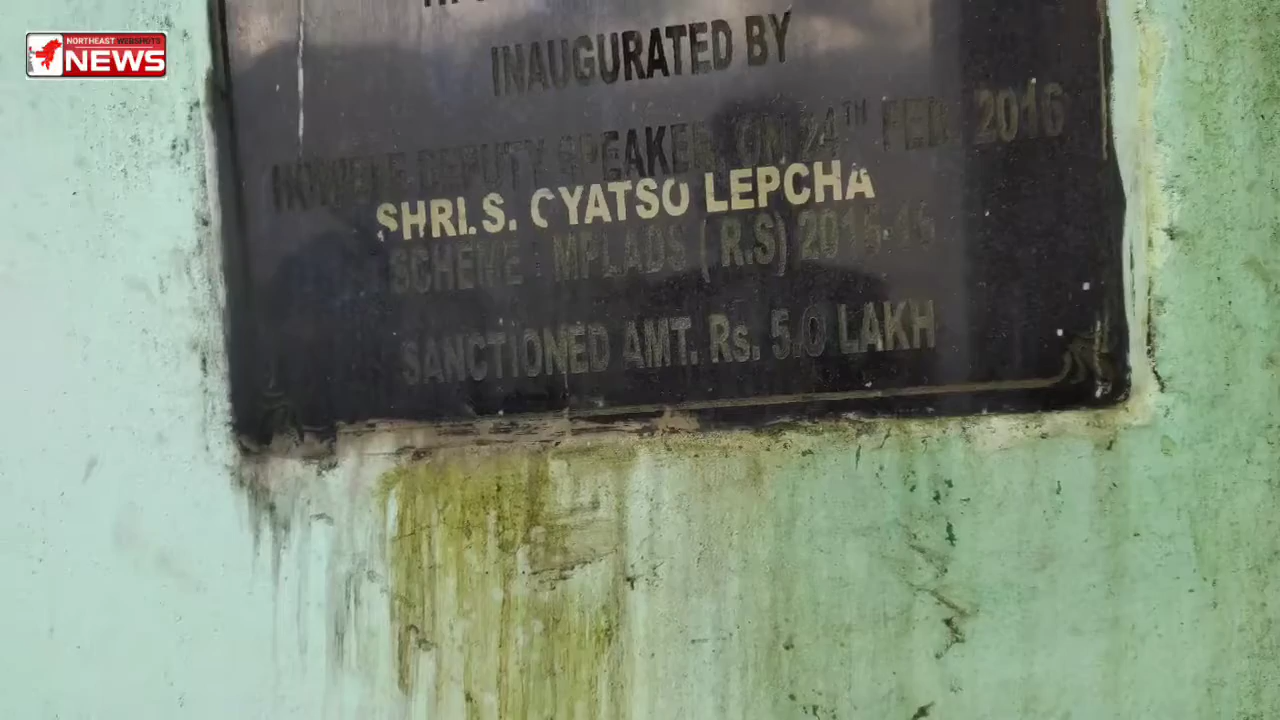 NORTHEAST WEBSHOTS
NEWS
INAUGURATED BY
DEPUTY SPEAKER, ON 24TH FEB. 2016
SHRI.S. GYATSO LEPCHA
SCHEME : MPLADS ( R.S) 2015-16
SANCTIONED AMT. Rs. 5.0 LAKH